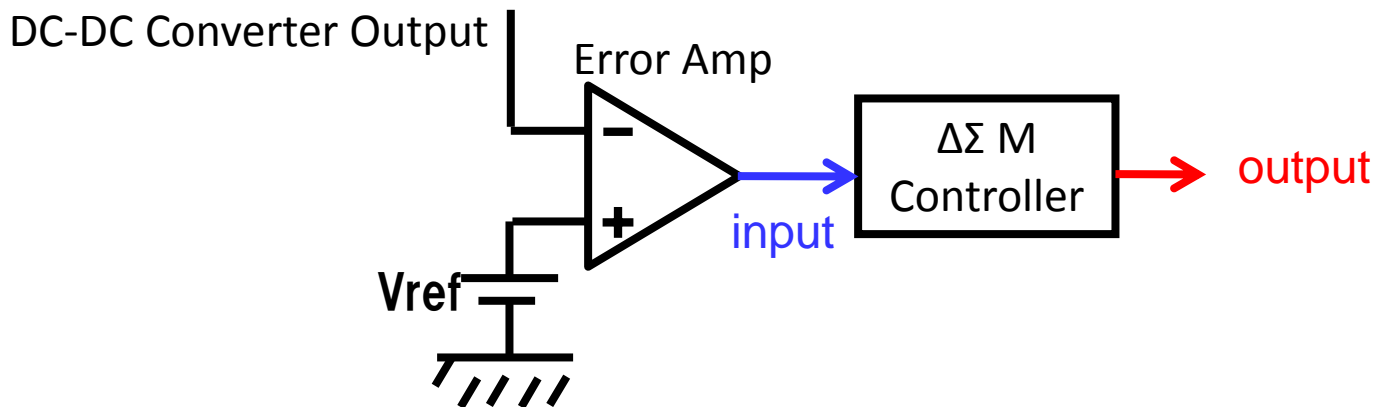 DC-DC Converter Output
Error Amp
−
+
Vref
input
ΔΣ M
Controller
output